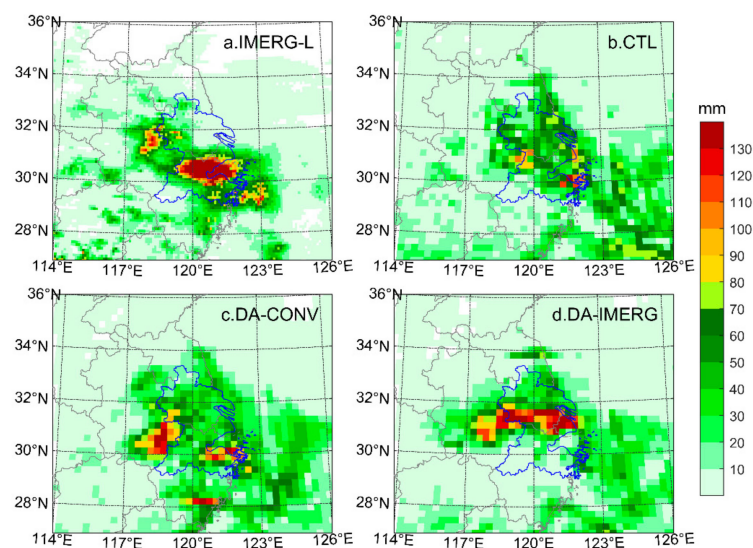 36°N
34°N
32°N
30°N
28°N
114°E
117°E
120°E
123°E
126°E
a.IMERG-L
36°N
34°N
32°N
30°N
28°N
114°E
117°E
120°E
123°E
126°E
b.CTL
36°N
34°N
32°N
30°N
28°N
114°E
117°E
120°E
123°E
126°E
c.DA-CONV
36°N
34°N
32°N
30°N
28°N
114°E
117°E
120°E
123°E
126°E
d.DA-IMERG
mm
130
120
110
100
90
80
70
60
50
40
30
20
10